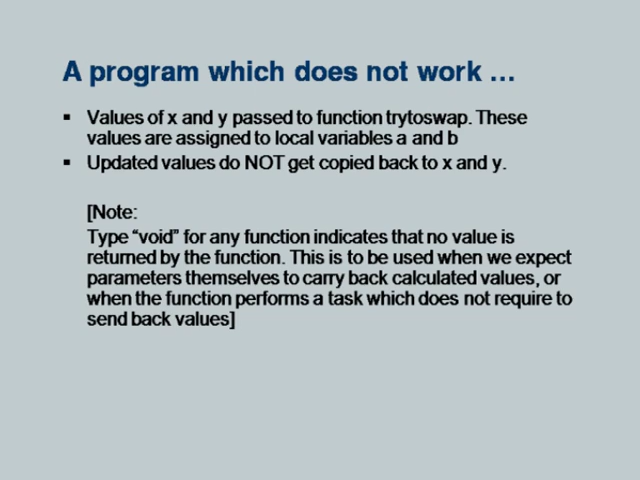 A program which does not work ...
▪ Values of x and y passed to function trytoswap. These
values are assigned to local variables a and b
▪ Updated values do NOT get copied back to x and y.
[Note:
Type “void” for any function indicates that no value is
returned by the function. This is to be used when we expect
parameters themselves to carry back calculated values, or
when the function performs a task which does not require to
send back values]